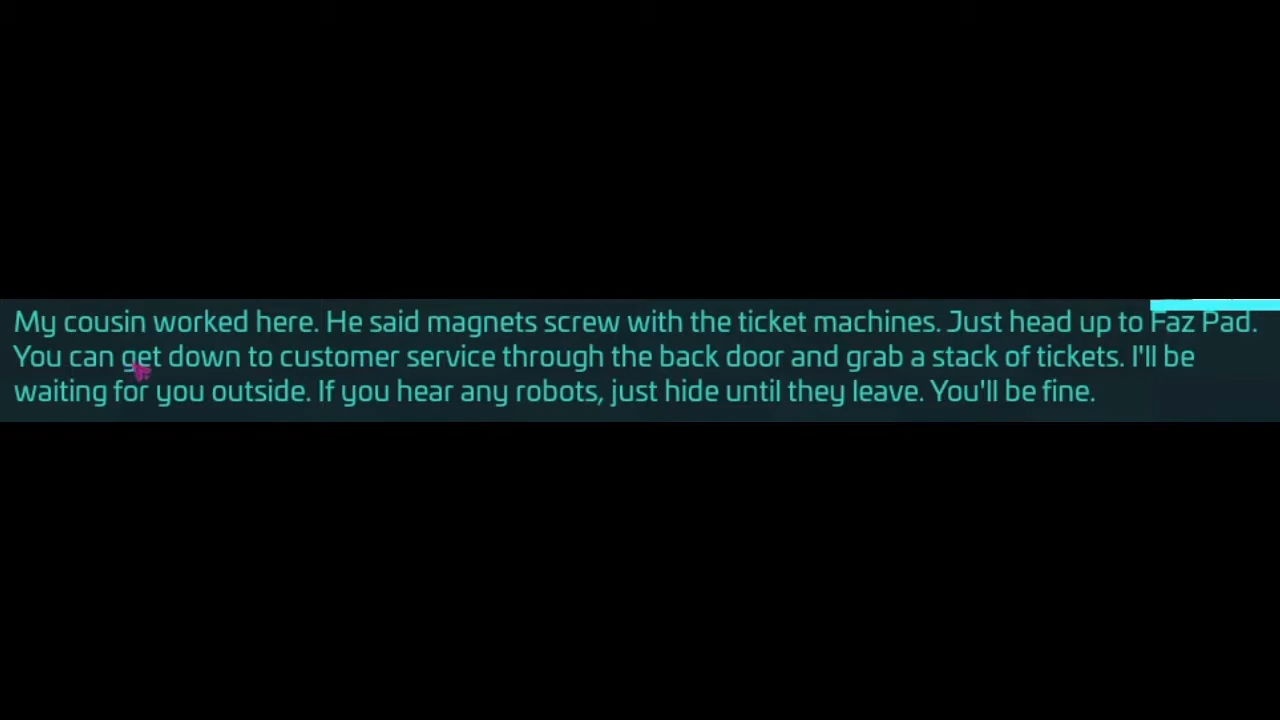 My cousin worked here. He said magnets screw with the ticket machines. Just head up to Faz Pad.
You can get down to customer service through the back door and grab a stack of tickets. I'll be
waiting for you outside. If you hear any robots, just hide until they leave. You'll be fine.